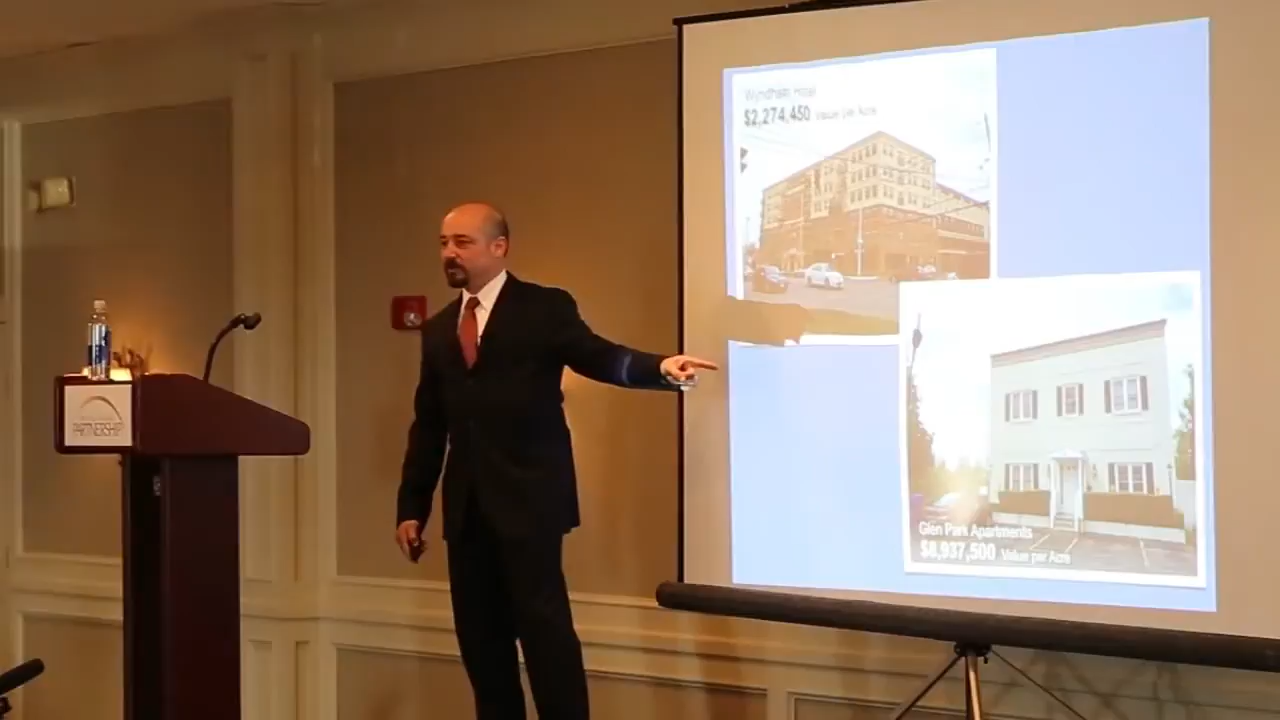 Wyndham Hotel
$2,274,450 Value per Acre
PARTNERSHIP
Glen Park Apartments
$8,937,500 Value per Acre